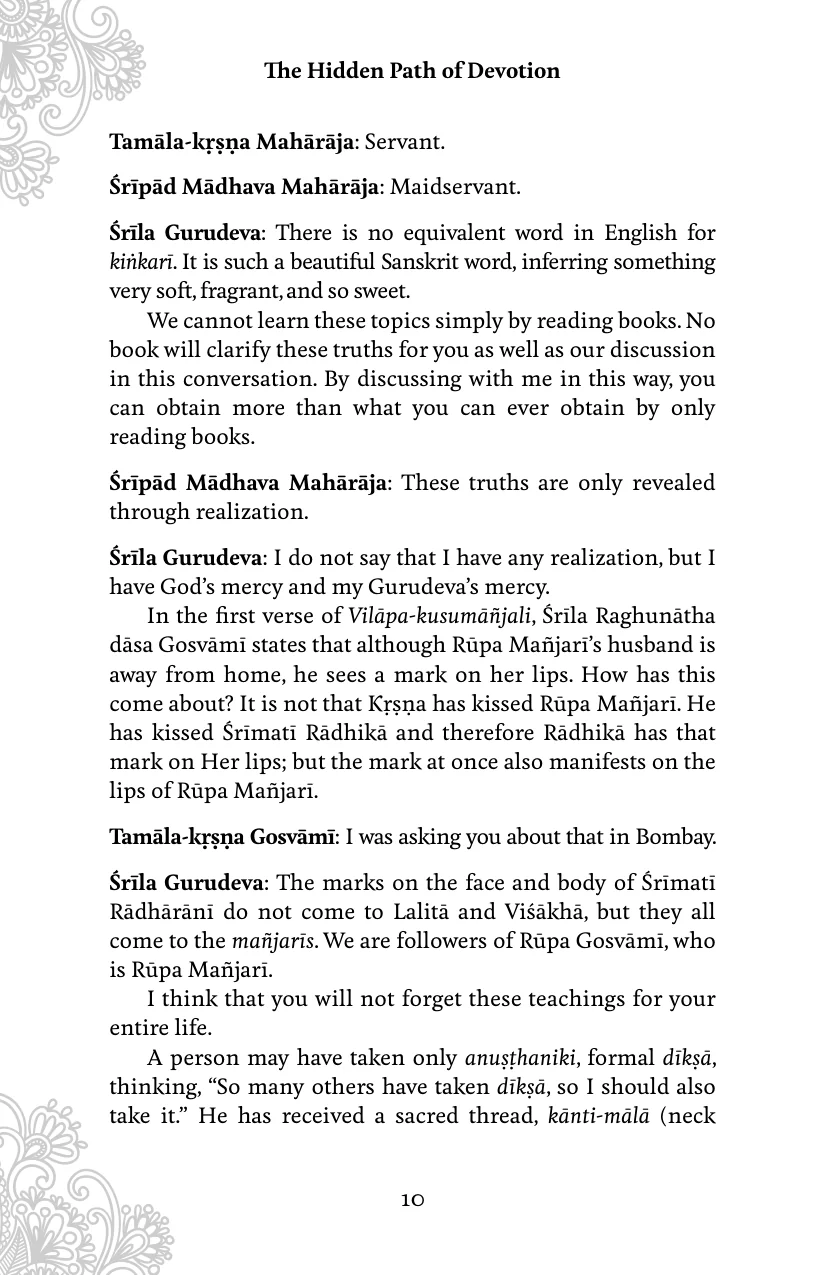 The Hidden Path of Devotion
Tamāla-kṛṣṇa Mahārāja: Servant.
Śrīpād Mādhava Mahārāja: Maidservant.
Śrīla Gurudeva: There is no equivalent word in English for
kiṅkarī. It is such a beautiful Sanskrit word, inferring something
very soft, fragrant, and so sweet.
We cannot learn these topics simply by reading books. No
book will clarify these truths for you as well as our discussion
in this conversation. By discussing with me in this way, you
can obtain more than what you can ever obtain by only
reading books.
Śrīpād Mādhava Mahārāja: These truths are only revealed
through realization.
Śrīla Gurudeva: I do not say that I have any realization, but I
have God’s mercy and my Gurudeva’s mercy.
In the first verse of Vilāpa-kusumāñjali, Śrīla Raghunātha
dāsa Gosvāmī states that although Rūpa Mañjarī’s husband is
away from home, he sees a mark on her lips. How has this
come about? It is not that Kṛṣṇa has kissed Rūpa Mañjarī. He
has kissed Śrīmatī Rādhikā and therefore Rādhikā has that
mark on Her lips; but the mark at once also manifests on the
lips of Rūpa Mañjarī.
Tamāla-kṛṣṇa Gosvāmī: I was asking you about that in Bombay.
Śrīla Gurudeva: The marks on the face and body of Śrīmatī
Rādhārāṇī do not come to Lalitā and Viśākhā, but they all
come to the mañjarīs. We are followers of Rūpa Gosvāmī, who
is Rūpa Mañjarī.
I think that you will not forget these teachings for your
entire life.
A person may have taken only anuṣṭhaniki, formal dīkṣā,
thinking, “So many others have taken dīkṣā, so I should also
take it.” He has received a sacred thread, kānti-mālā (neck
10